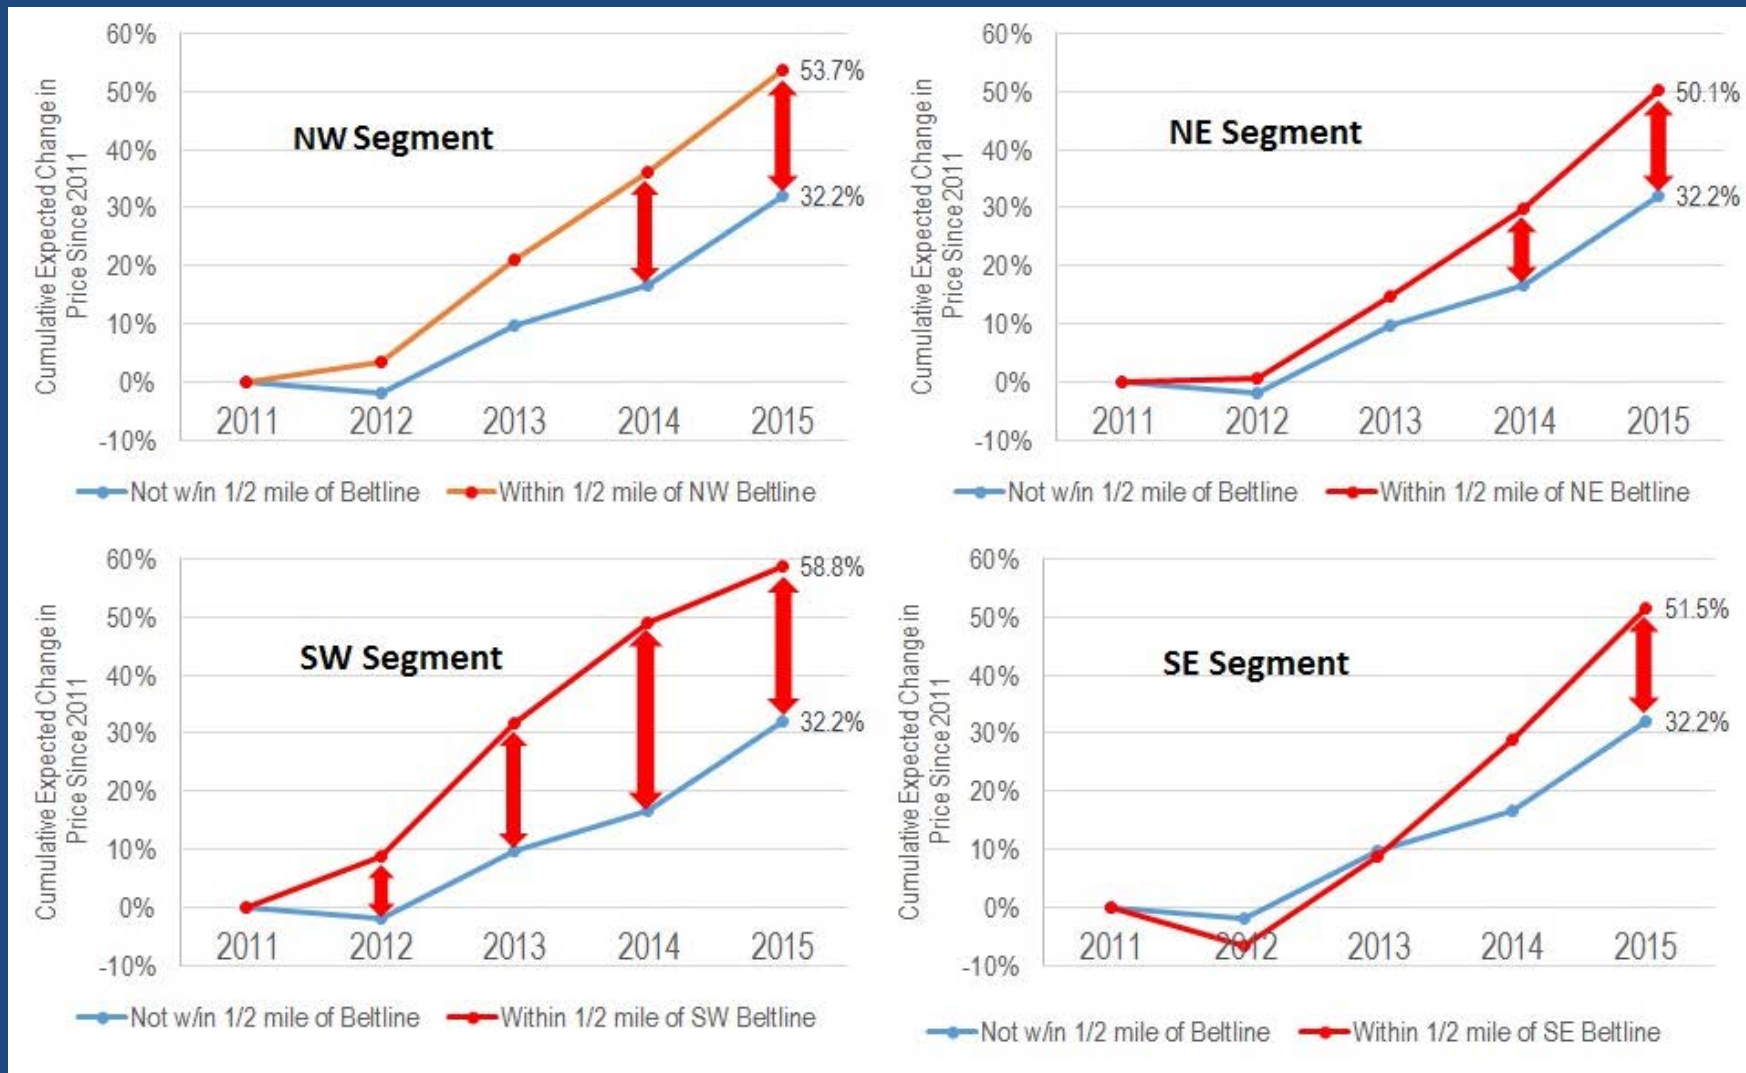 Cumulative Expected Change in
Price Since 2011
60%
50%
40%
30%
20%
10%
0%
-10%
NW Segment
53.7%
32.2%
2011 2012 2013 2014 2015
Not w/in 1/2 mile of Beltline Within 1/2 mile of NW Beltline
Cumulative Expected Change in
Price Since 2011
60%
50%
40%
30%
20%
10%
0%
-10%
NE Segment
50.1%
32.2%
2011 2012 2013 2014 2015
Not w/in 1/2 mile of Beltline Within 1/2 mile of NE Beltline
Cumulative Expected Change in
Price Since 2011
60%
50%
40%
30%
20%
10%
0%
-10%
SW Segment
58.8%
32.2%
2011 2012 2013 2014 2015
Not w/in 1/2 mile of Beltline Within 1/2 mile of SW Beltline
Cumulative Expected Change in
Price Since 2011
60%
50%
40%
30%
20%
10%
0%
-10%
SE Segment
51.5%
32.2%
2011 2012 2013 2014 2015
Not w/in 1/2 mile of Beltline Within 1/2 mile of SE Beltline